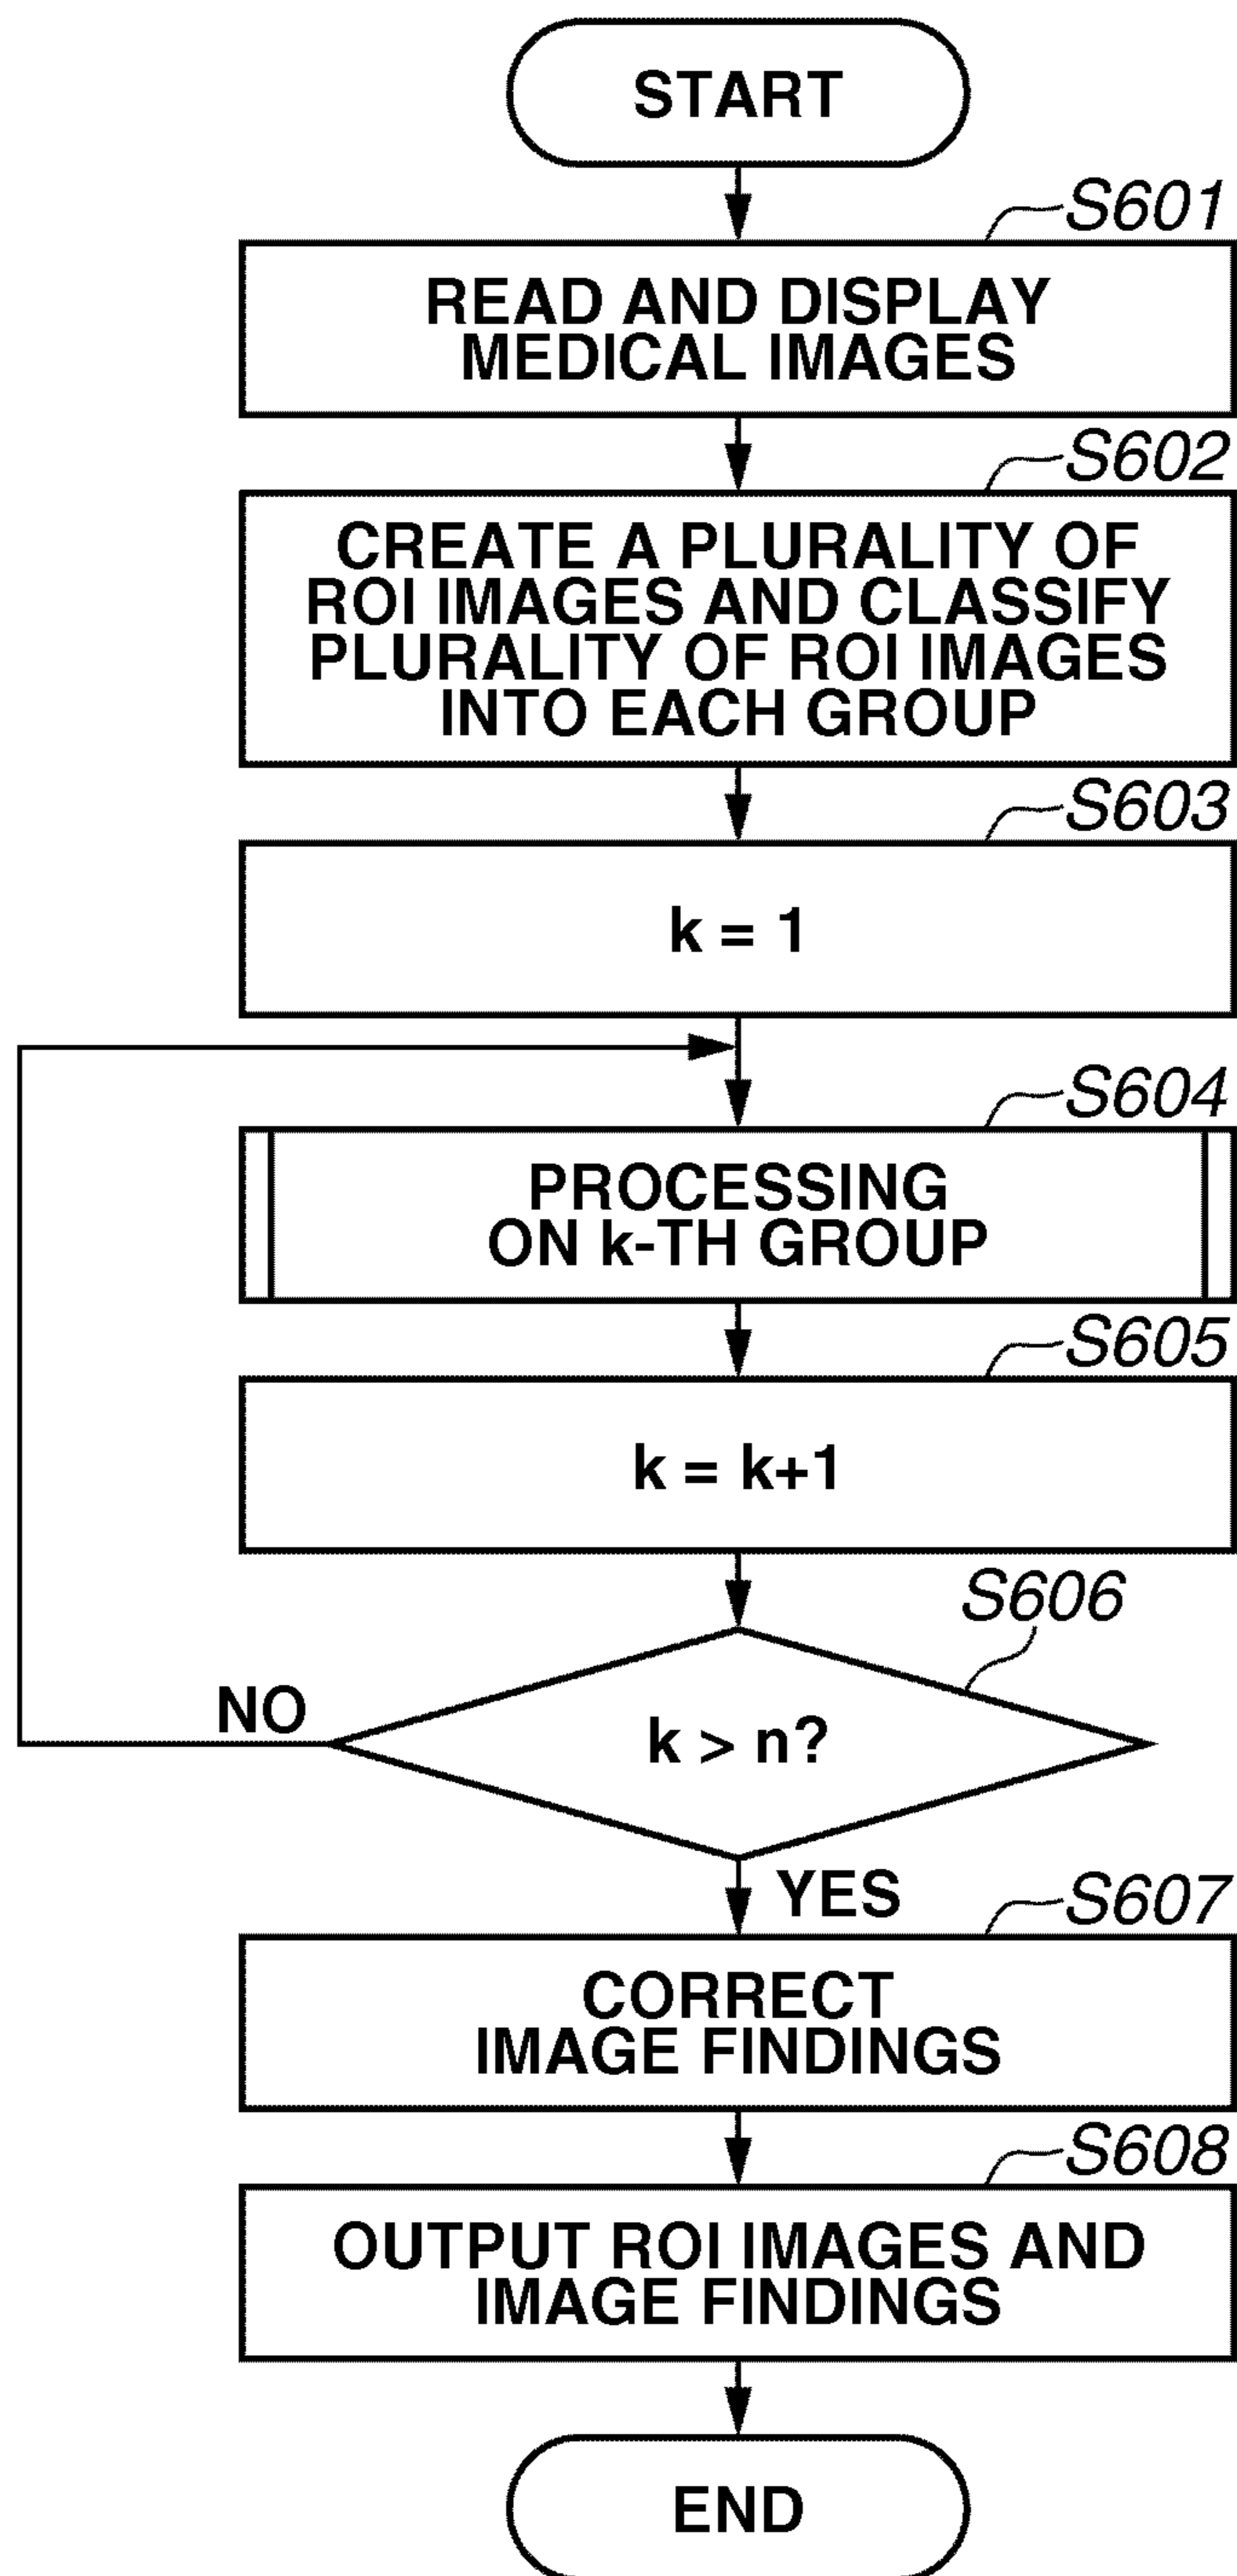 START
S601
READ AND DISPLAY
MEDICAL IMAGES
S602
CREATE A PLURALITY OF
ROI IMAGES AND CLASSIFY
PLURALITY OF ROI IMAGES
INTO EACH GROUP
S603
k = 1
S604
PROCESSING
ON k-TH GROUP
S605
k = k+1
S606
NO
k > n?
YES
S607
CORRECT
IMAGE FINDINGS
S608
OUTPUT ROI IMAGES AND
IMAGE FINDINGS
END